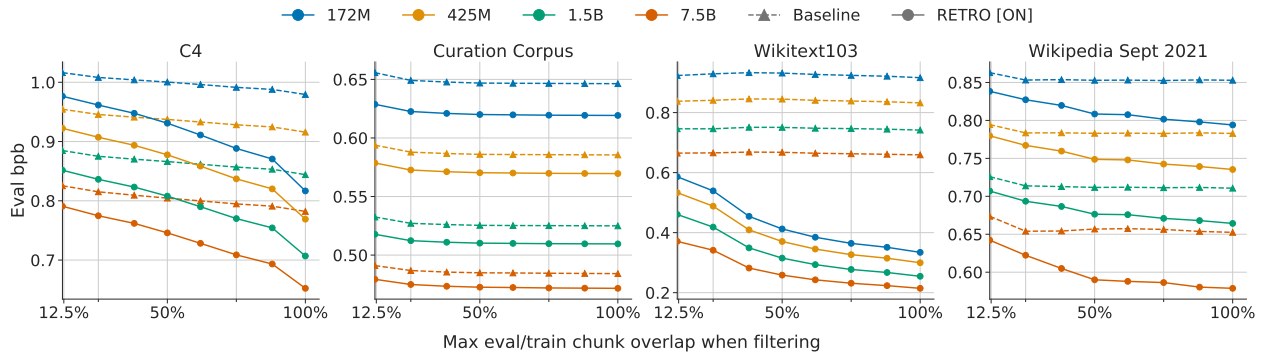 172M 425M 1.5B 7.5B Baseline RETRO [ON]
C4 Curation Corpus Wikitext103 Wikipedia Sept 2021
Eval bpb
1.0
0.9
0.8
0.7
12.5% 50% 100%
0.65
0.60
0.55
0.50
12.5% 50% 100%
0.8
0.6
0.4
0.2
12.5% 50% 100%
0.85
0.80
0.75
0.70
0.65
0.60
12.5% 50% 100%
Max eval/train chunk overlap when filtering